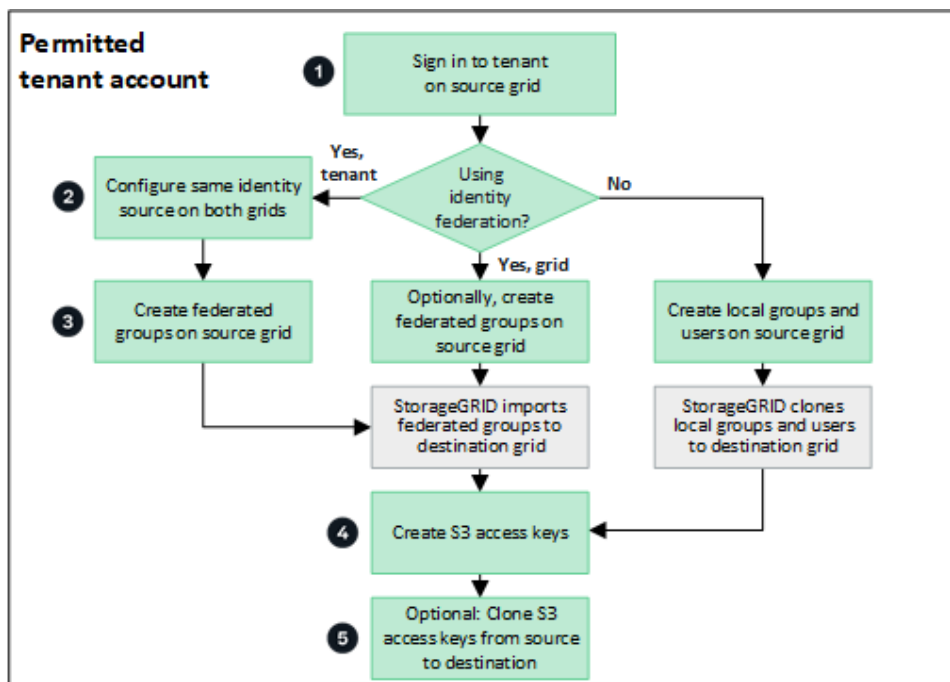 Permitted
tenant account
1
Sign in to tenant
on source grid
Yes,
tenant
Using
identity
federation?
No
2
Configure same identity
source on both grids
Yes, grid
3
Create federated
groups on source grid
Optionally, create
federated groups on
source grid
Create local groups and
users on source grid
StorageGRID imports
federated groups to
destination grid
StorageGRID clones
local groups and users
to destination grid
4
Create S3 access keys
5
Optional: Clone S3
access keys from source
to destination